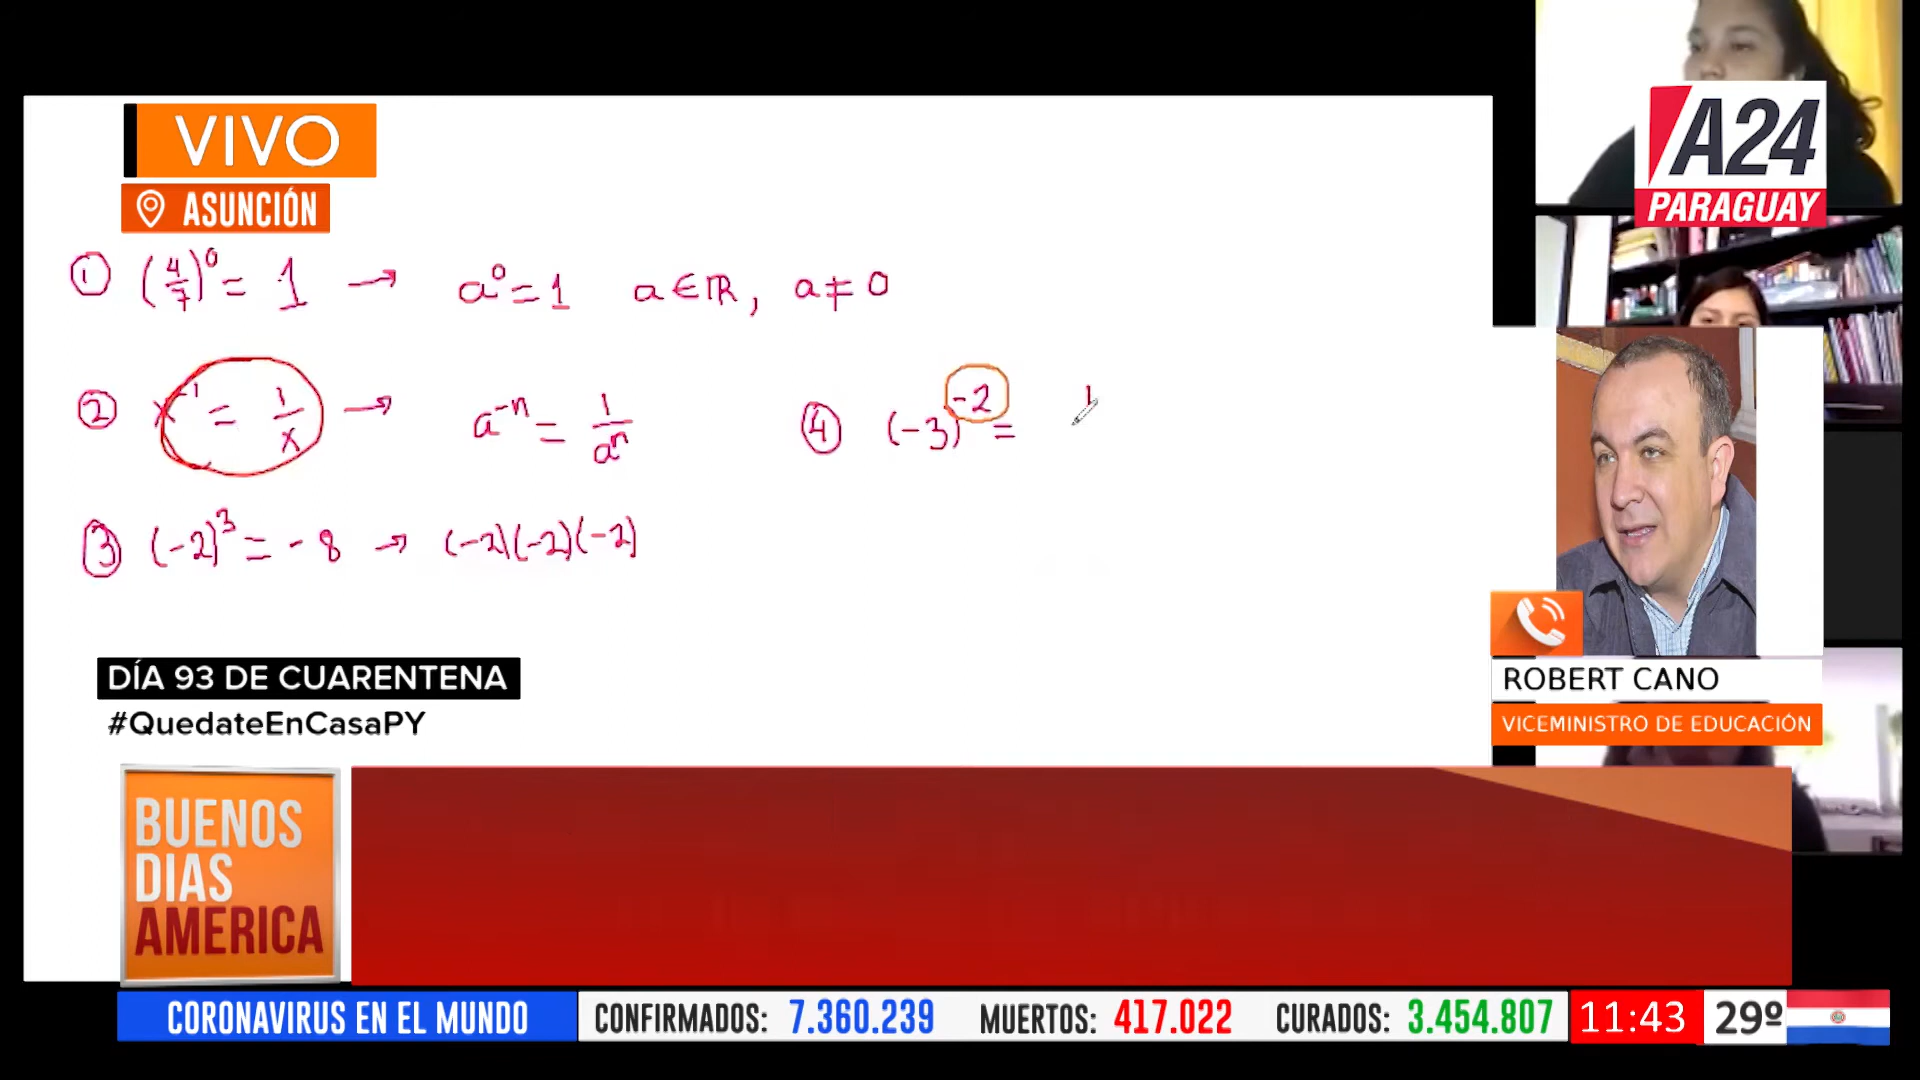 VIVO
ASUNCIÓN
A24
PARAGUAY
① (4/7)⁰ = 1 → a⁰ = 1 a ∈ ℝ, a ≠ 0
② x⁻¹ = 1/x → a⁻ⁿ = 1/aⁿ
④ (-3)⁻² = 1
③ (-2)³ = -8 → (-2)(-2)(-2)
DÍA 93 DE CUARENTENA
#QuedateEnCasaPY
ROBERT CANO
VICEMINISTRO DE EDUCACIÓN
BUENOS
DIAS
AMERICA
CORONAVIRUS EN EL MUNDO CONFIRMADOS: 7.360.239 MUERTOS: 417.022 CURADOS: 3.454.807 11:43 29º